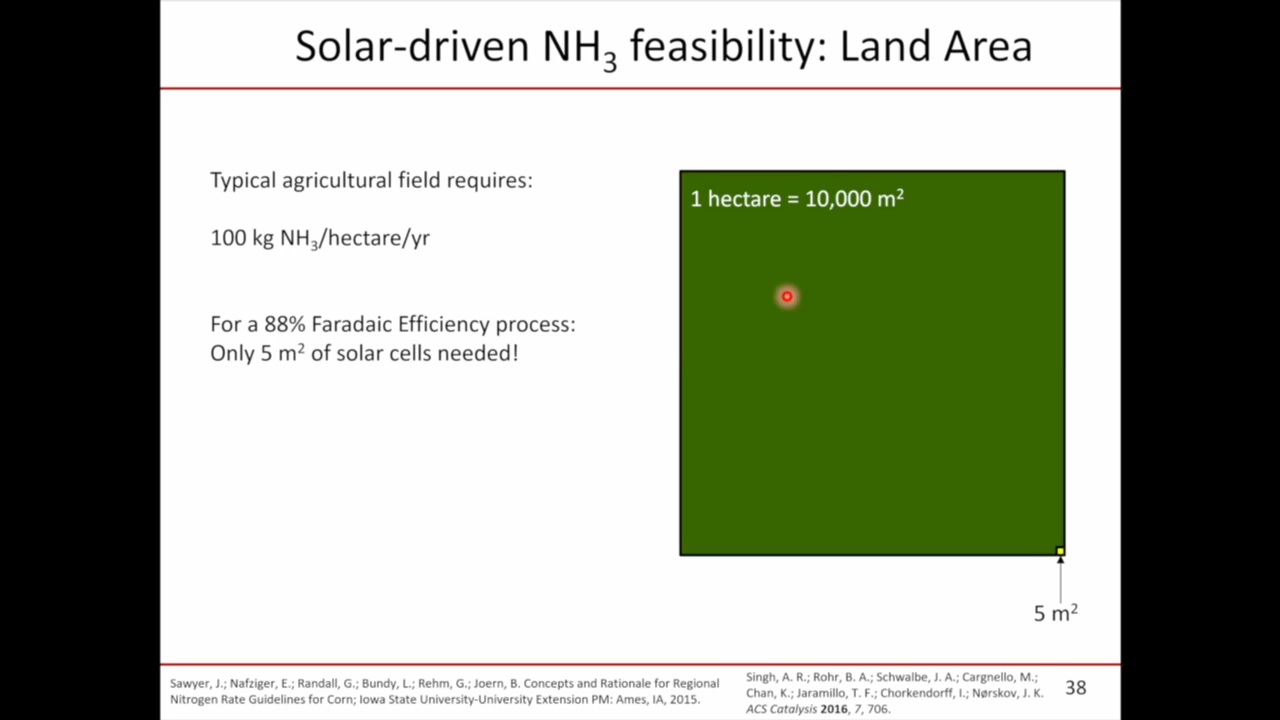 Solar-driven NH₃ feasibility: Land Area
Typical agricultural field requires:
100 kg NH₃/hectare/yr
For a 88% Faradaic Efficiency process:
Only 5 m² of solar cells needed!
1 hectare = 10,000 m²
5 m²
Sawyer, J.; Nafziger, E.; Randall, G.; Bundy, L.; Rehm, G.; Joern, B. Concepts and Rationale for Regional
Nitrogen Rate Guidelines for Corn; Iowa State University-University Extension PM: Ames, IA, 2015.
Singh, A. R.; Rohr, B. A.; Schwalbe, J. A.; Cargnello, M.;
Chan, K.; Jaramillo, T. F.; Chorkendorff, I.; Nørskov, J. K.
ACS Catalysis 2016, 7, 706.
38